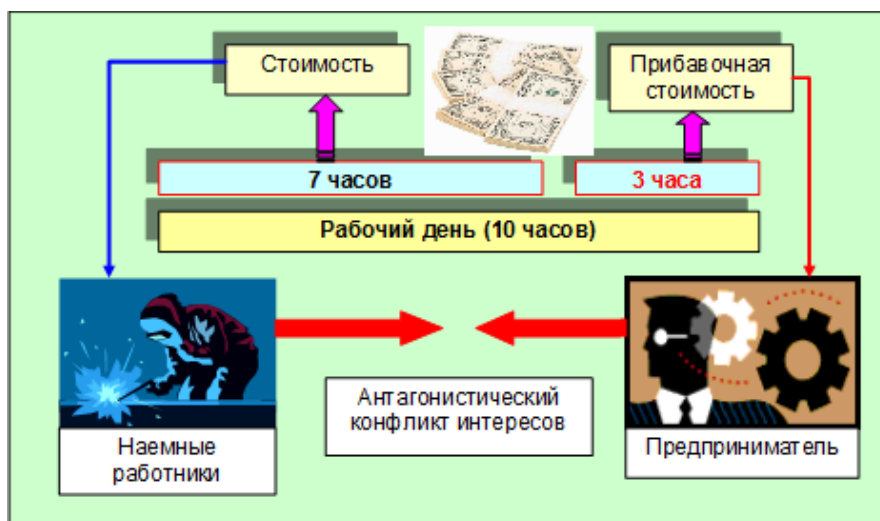 Стоимость
Прибавочная
стоимость
7 часов
3 часа
Рабочий день (10 часов)
Антагонистический
конфликт интересов
Наемные
работники
Предприниматель